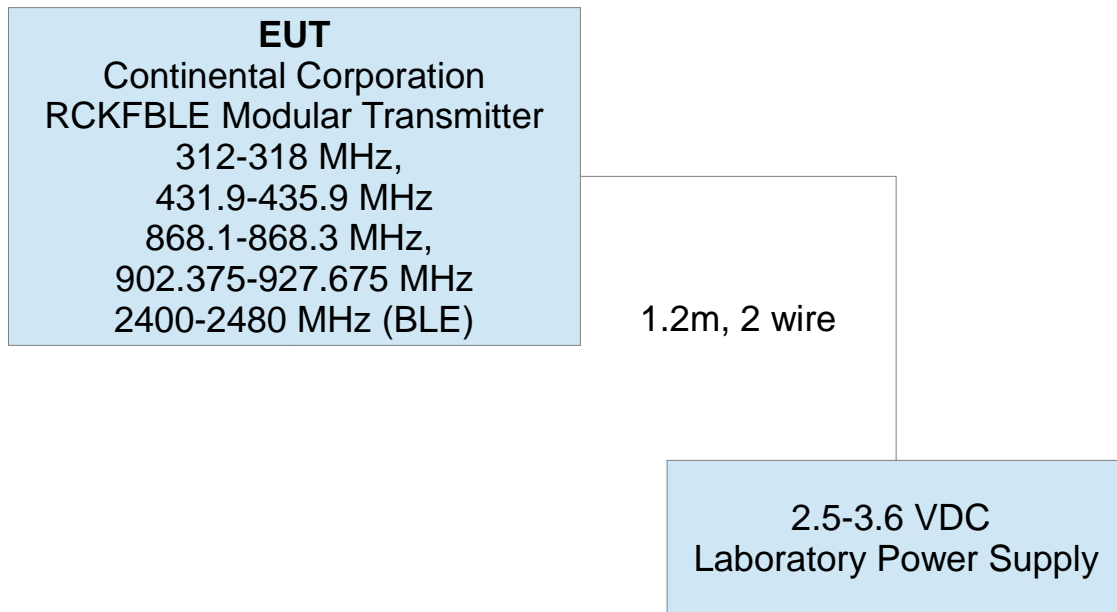 EUT
Continental Corporation
RCKFBLE Modular Transmitter
312-318 MHz,
431.9-435.9 MHz
868.1-868.3 MHz,
902.375-927.675 MHz
2400-2480 MHz (BLE)
1.2m, 2 wire
2.5-3.6 VDC
Laboratory Power Supply